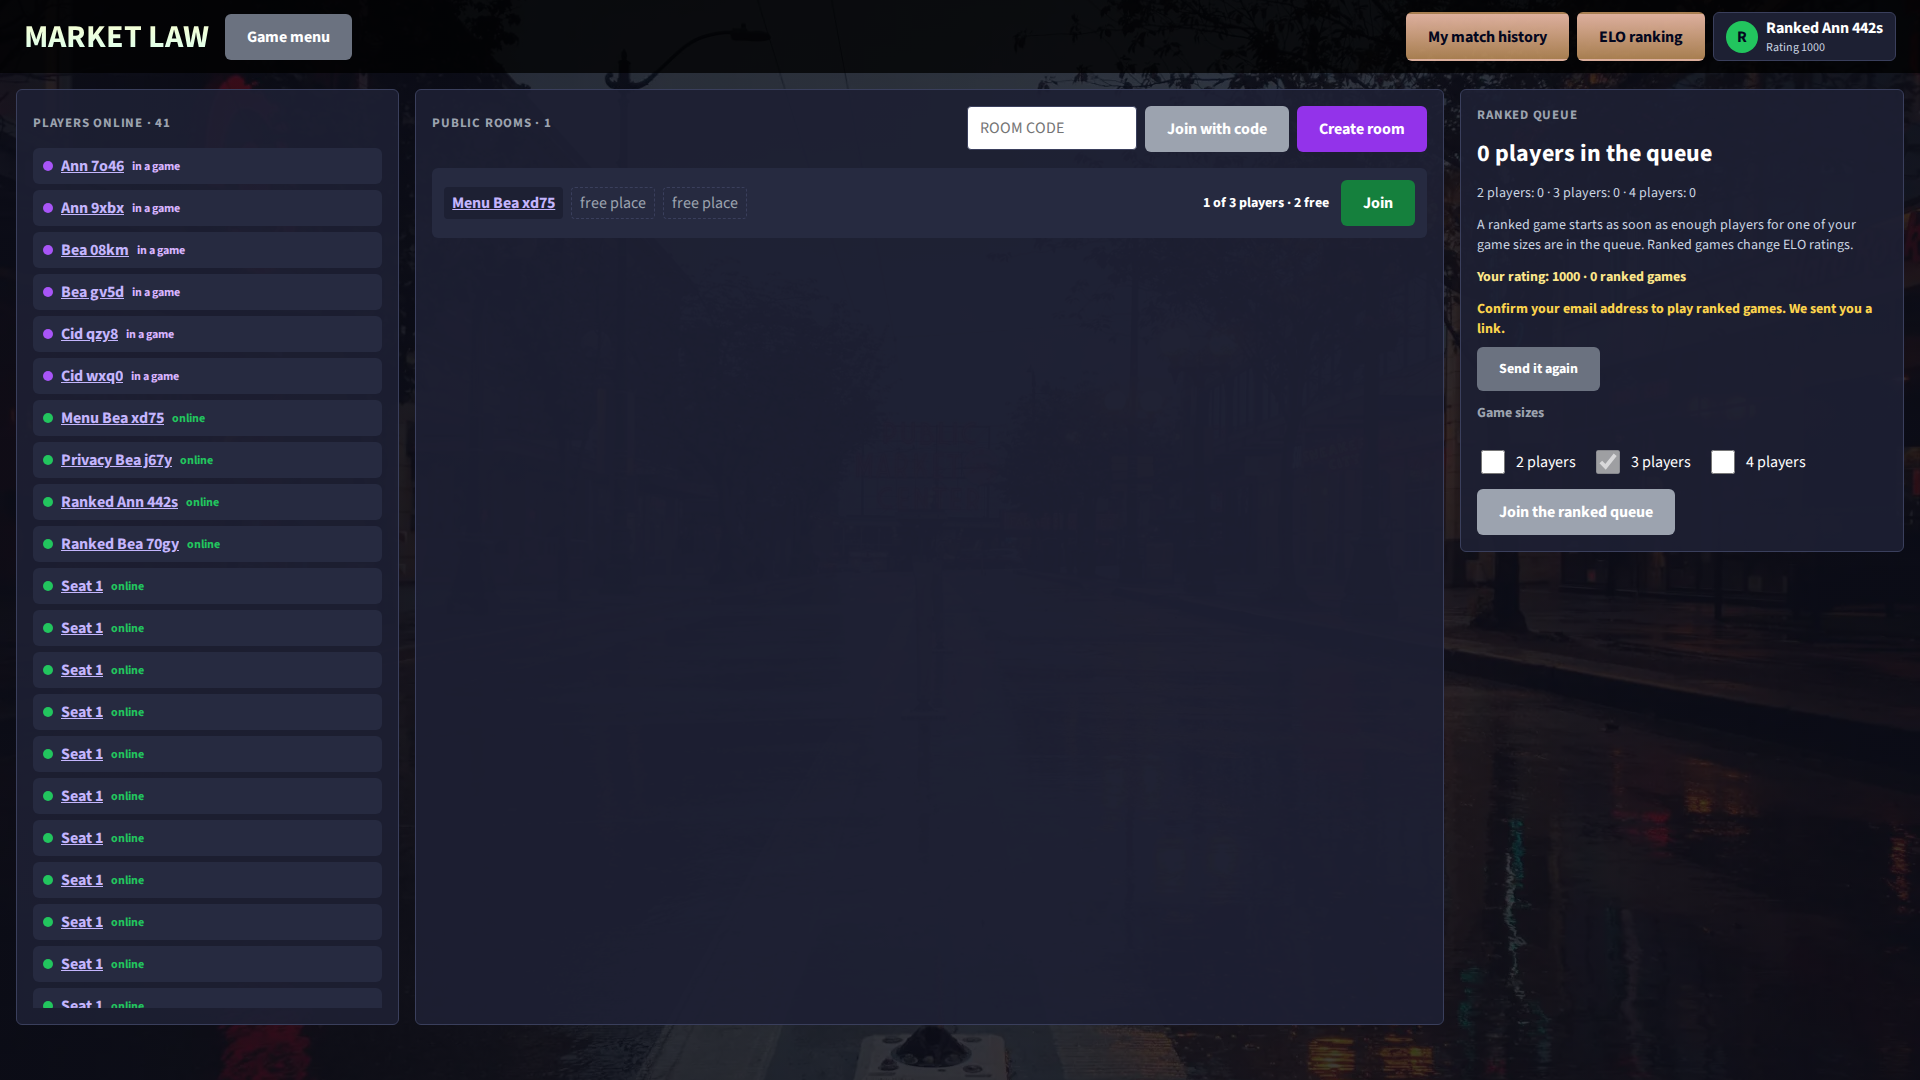 MARKET LAW
Game menu
My match history
ELO ranking
R
Ranked Ann 442s
Rating 1000
PLAYERS ONLINE · 41
Ann 7o46 in a game
Ann 9xbx in a game
Bea 08km in a game
Bea gv5d in a game
Cid qzy8 in a game
Cid wxq0 in a game
Menu Bea xd75 online
Privacy Bea j67y online
Ranked Ann 442s online
Ranked Bea 70gy online
Seat 1 online
Seat 1 online
Seat 1 online
Seat 1 online
Seat 1 online
Seat 1 online
Seat 1 online
Seat 1 online
Seat 1 online
Seat 1 online
Seat 1 online
PUBLIC ROOMS · 1
ROOM CODE
Join with code
Create room
Menu Bea xd75 free place free place 1 of 3 players · 2 free Join
RANKED QUEUE
0 players in the queue
2 players: 0 · 3 players: 0 · 4 players: 0
A ranked game starts as soon as enough players for one of your
game sizes are in the queue. Ranked games change ELO ratings.
Your rating: 1000 · 0 ranked games
Confirm your email address to play ranked games. We sent you a
link.
Send it again
Game sizes
2 players 3 players 4 players
Join the ranked queue